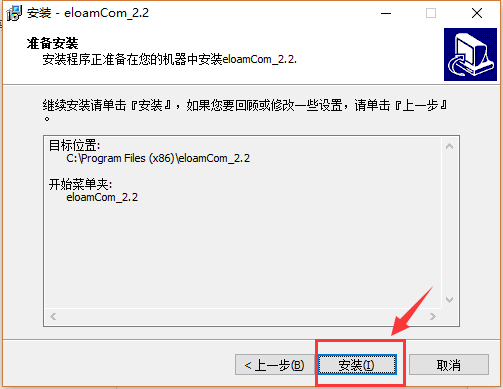 安装 - eloamCom_2.2
准备安装
安装程序正准备在您的机器中安装eloamCom_2.2.
继续安装请单击『安装』，如果您要回顾或修改一些设置，请单击『上一步』
。
目标位置:
C:\Program Files (x86)\eloamCom_2.2
开始菜单夹:
eloamCom_2.2
< 上一步(B) 安装(I) 取消